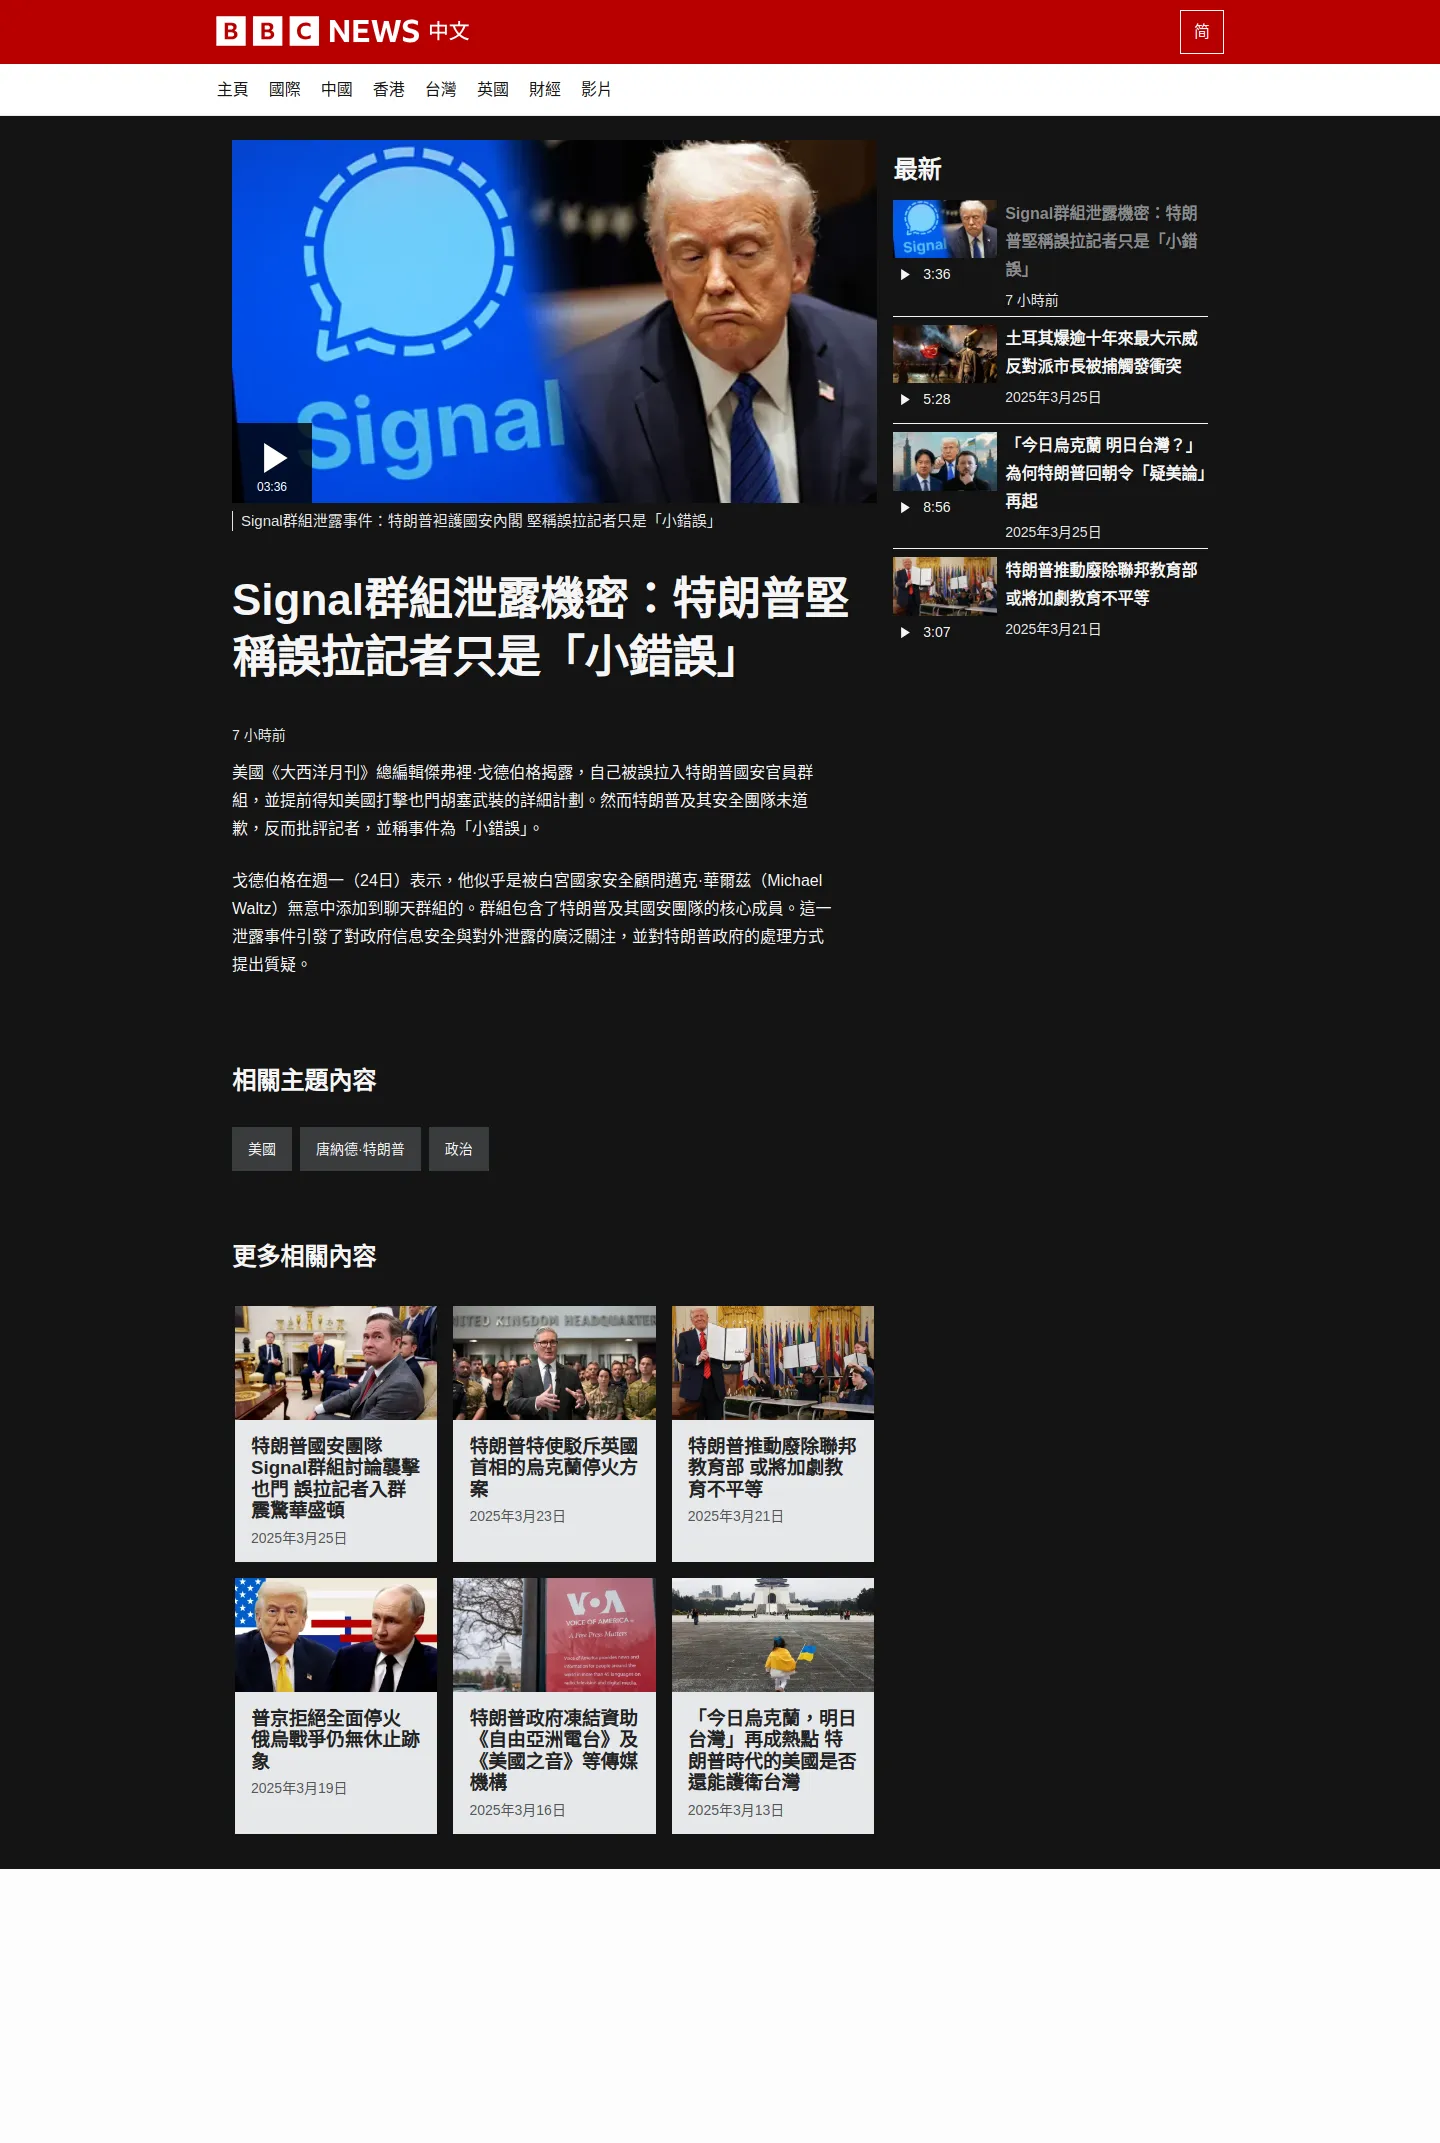 BBC NEWS 中文
简
主頁 國際 中國 香港 台灣 英國 財經 影片
Signal
03:36
Signal群組泄露事件：特朗普袒護國安內閣 堅稱誤拉記者只是「小錯誤」
Signal群組泄露機密：特朗普堅
稱誤拉記者只是「小錯誤」
7 小時前
美國《大西洋月刊》總編輯傑弗裡·戈德伯格揭露，自己被誤拉入特朗普國安官員群
組，並提前得知美國打擊也門胡塞武裝的詳細計劃。然而特朗普及其安全團隊未道
歉，反而批評記者，並稱事件為「小錯誤」。
戈德伯格在週一（24日）表示，他似乎是被白宮國家安全顧問邁克·華爾茲（Michael
Waltz）無意中添加到聊天群組的。群組包含了特朗普及其國安團隊的核心成員。這一
泄露事件引發了對政府信息安全與對外泄露的廣泛關注，並對特朗普政府的處理方式
提出質疑。
最新
Signal
3:36
Signal群組泄露機密：特朗
普堅稱誤拉記者只是「小錯
誤」
7 小時前
5:28
土耳其爆逾十年來最大示威
反對派市長被捕觸發衝突
2025年3月25日
8:56
「今日烏克蘭 明日台灣？」
為何特朗普回朝令「疑美論」
再起
2025年3月25日
3:07
特朗普推動廢除聯邦教育部
或將加劇教育不平等
2025年3月21日
相關主題內容
美國
唐納德·特朗普
政治
更多相關內容
特朗普國安團隊
Signal群組討論襲擊
也門 誤拉記者入群
震驚華盛頓
2025年3月25日
UNITED KINGDOM HEADQUARTERS
特朗普特使駁斥英國
首相的烏克蘭停火方
案
2025年3月23日
特朗普推動廢除聯邦
教育部 或將加劇教
育不平等
2025年3月21日
普京拒絕全面停火
俄烏戰爭仍無休止跡
象
2025年3月19日
VOA
VOICE OF AMERICA
A Free Press Matters
特朗普政府凍結資助
《自由亞洲電台》及
《美國之音》等傳媒
機構
2025年3月16日
「今日烏克蘭，明日
台灣」再成熱點 特
朗普時代的美國是否
還能護衛台灣
2025年3月13日